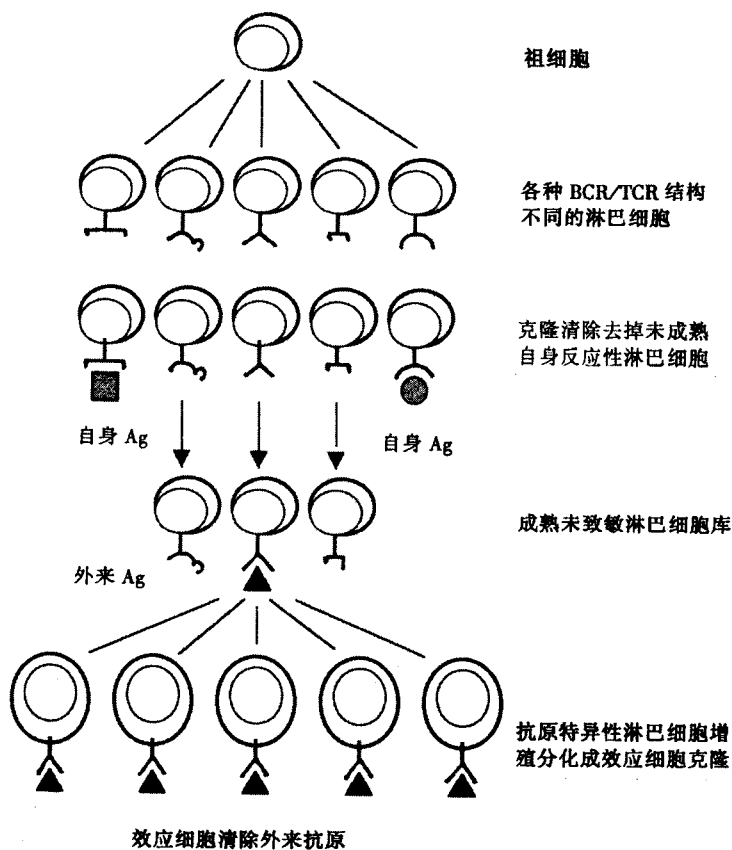 祖细胞
各种 BCR/TCR 结构
不同的淋巴细胞
克隆清除去掉未成熟
自身反应性淋巴细胞
自身 Ag
自身 Ag
成熟未致敏淋巴细胞库
外来 Ag
抗原特异性淋巴细胞增
殖分化成效应细胞克隆
效应细胞清除外来抗原